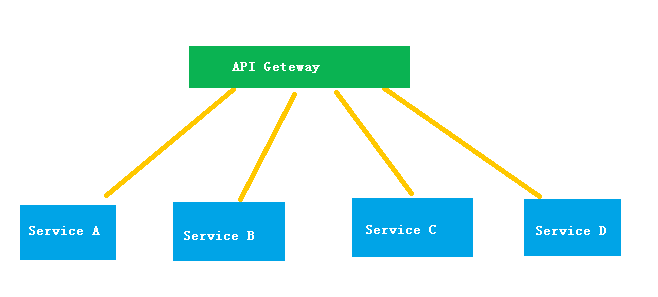 API Geteway
Service A
Service B
Service C
Service D